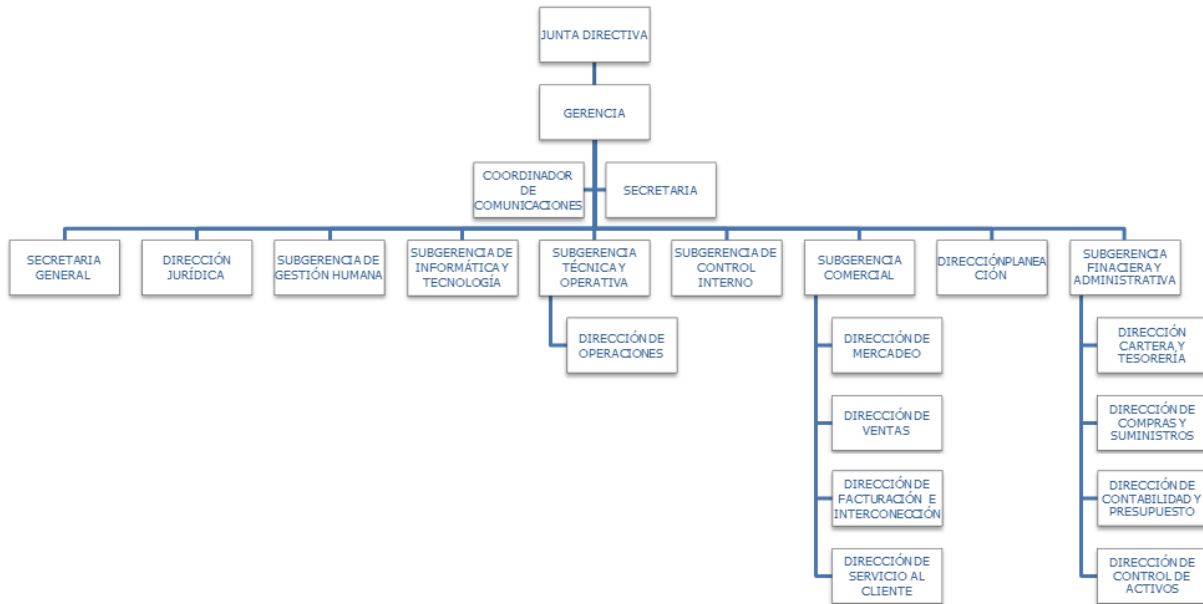 JUNTA DIRECTIVA
GERENCIA
COORDINADOR
DE
COMUNICACIONES
SECRETARIA
SECRETARIA
GENERAL
DIRECCIÓN
JURÍDICA
SUBGERENCIA DE
GESTIÓN HUMANA
SUBGERENCIA DE
INFORMÁTICA Y
TECNOLOGÍA
SUBGERENCIA
TÉCNICA Y
OPERATIVA
SUBGERENCIA DE
CONTROL
INTERNO
SUBGERENCIA
COMERCIAL
DIRECCIÓN PLANEA
CIÓN
SUBGERENCIA
FINACIERA Y
ADMINISTRATIVA
DIRECCIÓN DE
OPERACIONES
DIRECCIÓN DE
MERCADEO
DIRECCIÓN DE
VENTAS
DIRECCIÓN DE
FACTURACIÓN E
INTERCONECCIÓN
DIRECCIÓN DE
SERVICIO AL
CLIENTE
DIRECCIÓN
CARTERA Y
TESORERÍA
DIRECCIÓN DE
COMPRAS Y
SUMINISTROS
DIRECCIÓN DE
CONTABILIDAD Y
PRESUPUESTO
DIRECCIÓN DE
CONTROL DE
ACTIVOS